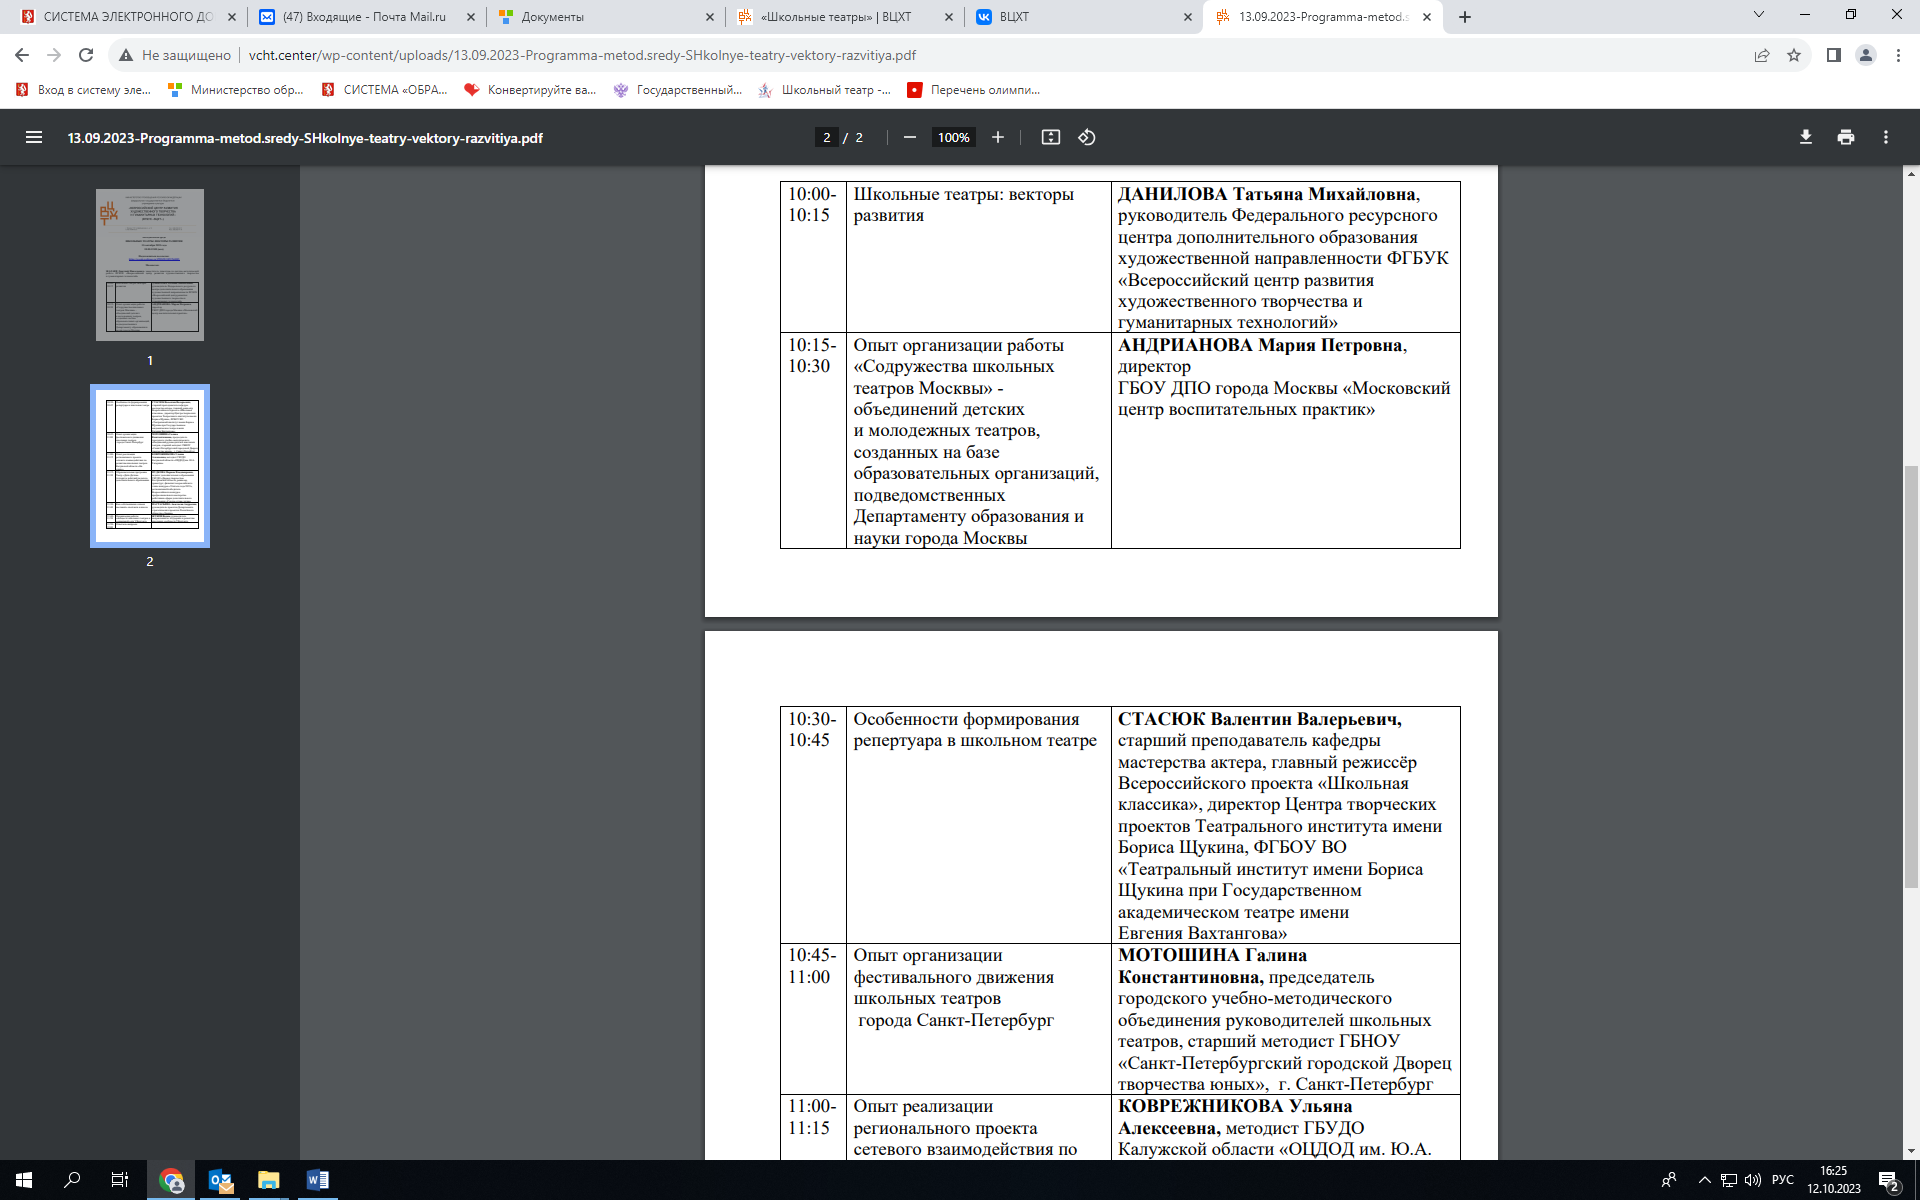 СИСТЕМА ЭЛЕКТРОННОГО ДО
(47) Входящие - Почта Mail.ru
Документы
«Школьные театры» | ВЦХТ
ВЦХТ
13.09.2023-Programma-metod.s
Не защищено
vcht.center/wp-content/uploads/13.09.2023-Programma-metod.sredy-SHkolnye-teatry-vektory-razvitiya.pdf
Вход в систему эле...
Министерство обр...
СИСТЕМА «ОБРА...
Конвертируйте ва...
Государственный...
Школьный театр -...
Перечень олимпи...
13.09.2023-Programma-metod.sredy-SHkolnye-teatry-vektory-razvitiya.pdf
2 / 2
100%
1
2
10:00-
10:15
Школьные театры: векторы
развития
ДАНИЛОВА Татьяна Михайловна,
руководитель Федерального ресурсного
центра дополнительного образования
художественной направленности ФГБУК
«Всероссийский центр развития
художественного творчества и
гуманитарных технологий»
10:15-
10:30
Опыт организации работы
«Содружества школьных
театров Москвы» -
объединений детских
и молодежных театров,
созданных на базе
образовательных организаций,
подведомственных
Департаменту образования и
науки города Москвы
АНДРИАНОВА Мария Петровна,
директор
ГБОУ ДПО города Москвы «Московский
центр воспитательных практик»
10:30-
10:45
Особенности формирования
репертуара в школьном театре
СТАСЮК Валентин Валерьевич,
старший преподаватель кафедры
мастерства актера, главный режиссёр
Всероссийского проекта «Школьная
классика», директор Центра творческих
проектов Театрального института имени
Бориса Щукина, ФГБОУ ВО
«Театральный институт имени Бориса
Щукина при Государственном
академическом театре имени
Евгения Вахтангова»
10:45-
11:00
Опыт организации
фестивального движения
школьных театров
города Санкт-Петербург
МОТОШИНА Галина
Константиновна, председатель
городского учебно-методического
объединения руководителей школьных
театров, старший методист ГБНОУ
«Санкт-Петербургский городской Дворец
творчества юных», г. Санкт-Петербург
11:00-
11:15
Опыт реализации
регионального проекта
сетевого взаимодействия по
КОВРЕЖНИКОВА Ульяна
Алексеевна, методист ГБУДО
Калужской области «ОЦДОД им. Ю.А.
РУС
16:25
12.10.2023
2